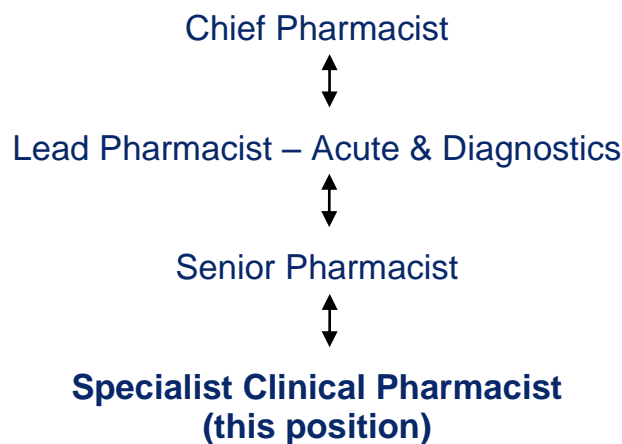 Chief Pharmacist
Lead Pharmacist – Acute & Diagnostics
Senior Pharmacist
Specialist Clinical Pharmacist
(this position)